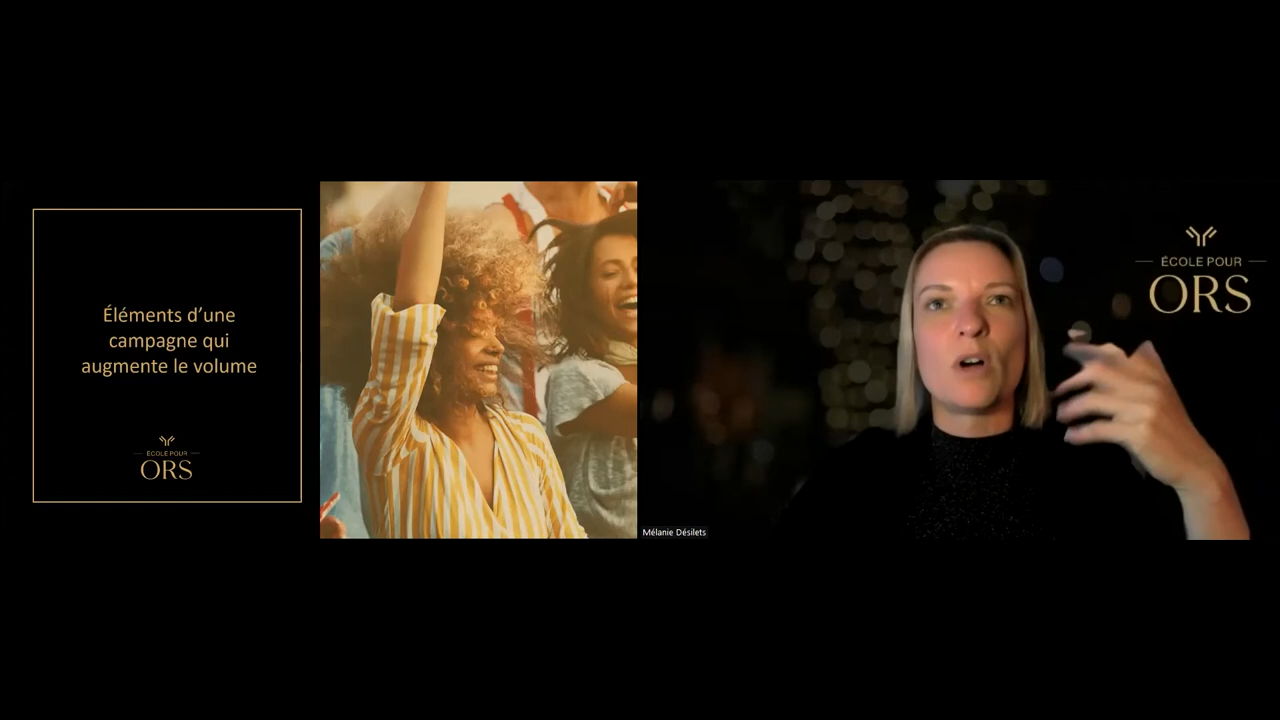 Éléments d’une
campagne qui
augmente le volume
ÉCOLE POUR
ORS
Mélanie Désilets
ÉCOLE POUR
ORS